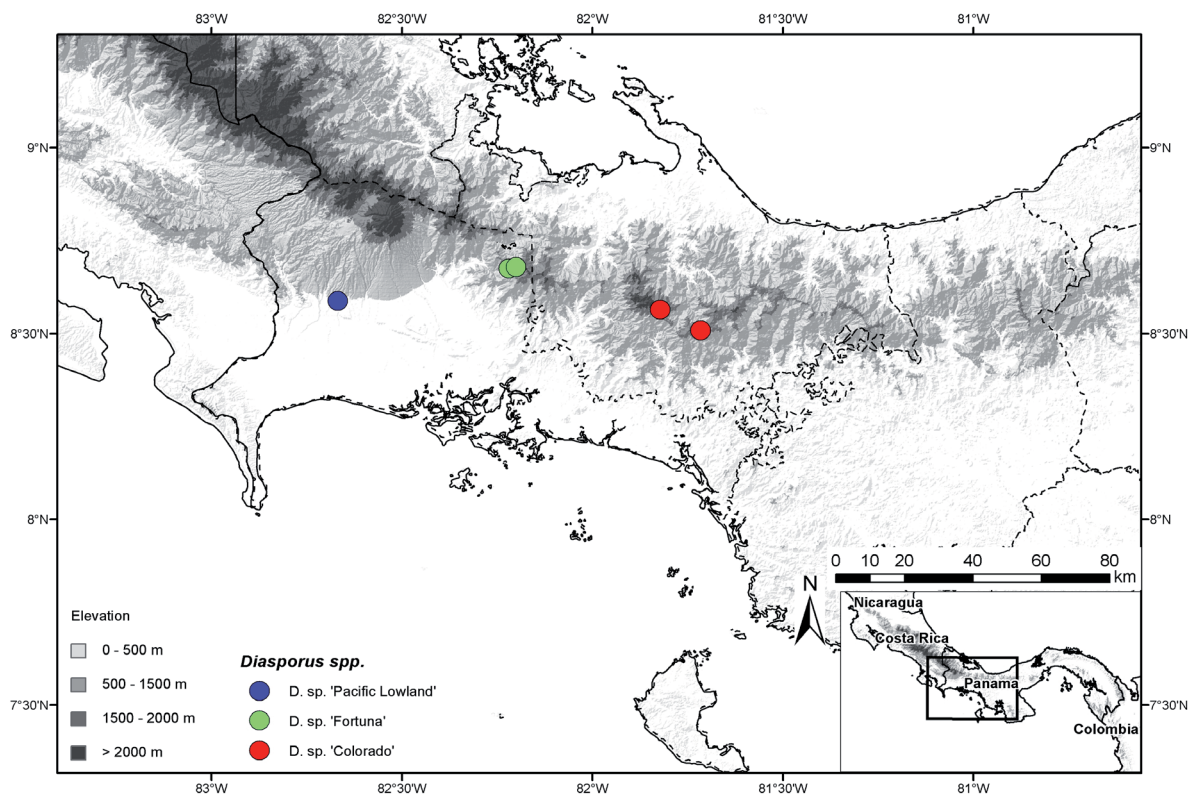 83°W 82°30'W 82°W 81°30'W 81°W
9°N 9°N
8°30'N 8°30'N
8°N 8°N
7°30'N 7°30'N
0 10 20 40 60 80
km
N
Nicaragua
Costa Rica
Panama
Colombia
Elevation
0 - 500 m
500 - 1500 m
1500 - 2000 m
> 2000 m
Diasporus spp.
D. sp. 'Pacific Lowland'
D. sp. 'Fortuna'
D. sp. 'Colorado'
83°W 82°30'W 82°W 81°30'W 81°W